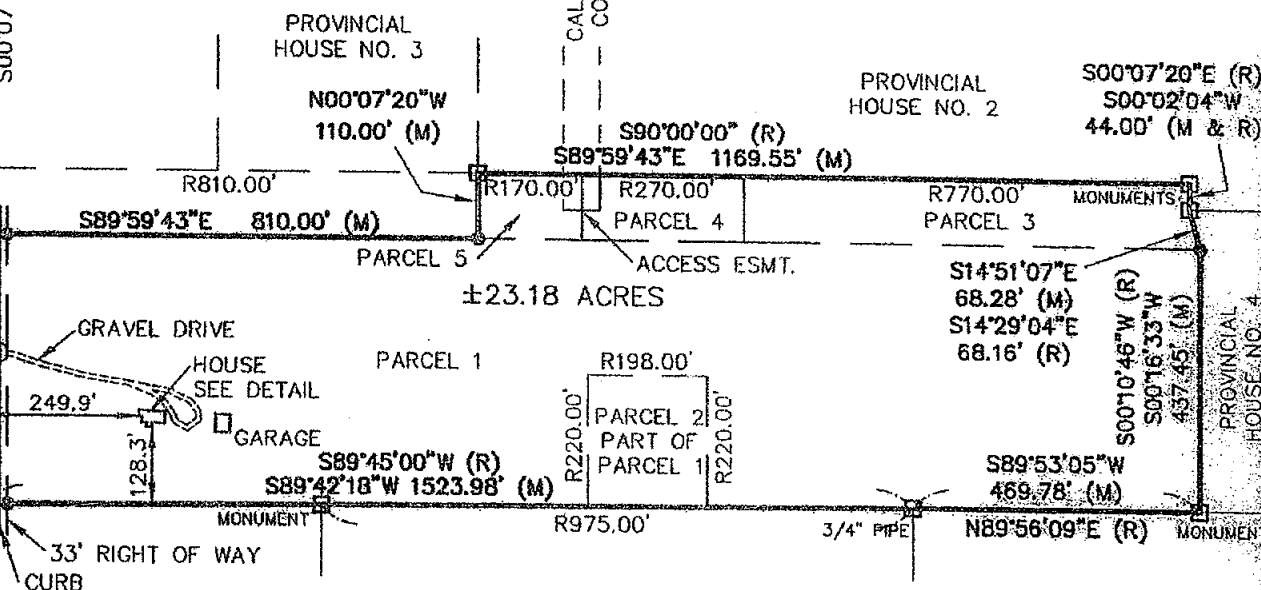 S00°07
PROVINCIAL
HOUSE NO. 3
CAL
CO
N00°07'20"W
110.00' (M)
PROVINCIAL
HOUSE NO. 2
S00°07'20"E (R)
S00°02'04"W
44.00' (M & R)
S90°00'00" (R)
S89°59'43"E 1169.55' (M)
R810.00'
R170.00'
R270.00'
R770.00'
MONUMENTS
PARCEL 4
PARCEL 3
S89°59'43"E 810.00' (M)
PARCEL 5
ACCESS ESMT.
±23.18 ACRES
S14°51'07"E
68.28' (M)
S14°29'04"E
68.16' (R)
S00°10'46"W (R)
S00°16'33"W
437.45' (M)
PROVINCIAL
HOUSE NO. 4
GRAVEL DRIVE
HOUSE
SEE DETAIL
PARCEL 1
R198.00'
249.9'
GARAGE
128.3'
R220.00'
PARCEL 2
PART OF
PARCEL 1
R220.00'
S89°45'00"W (R)
S89°42'18"W 1523.98' (M)
S89°53'05"W
469.78' (M)
MONUMENT
R975.00'
3/4" PIPE
N89°56'09"E (R)
MONUMEN
33' RIGHT OF WAY
CURB